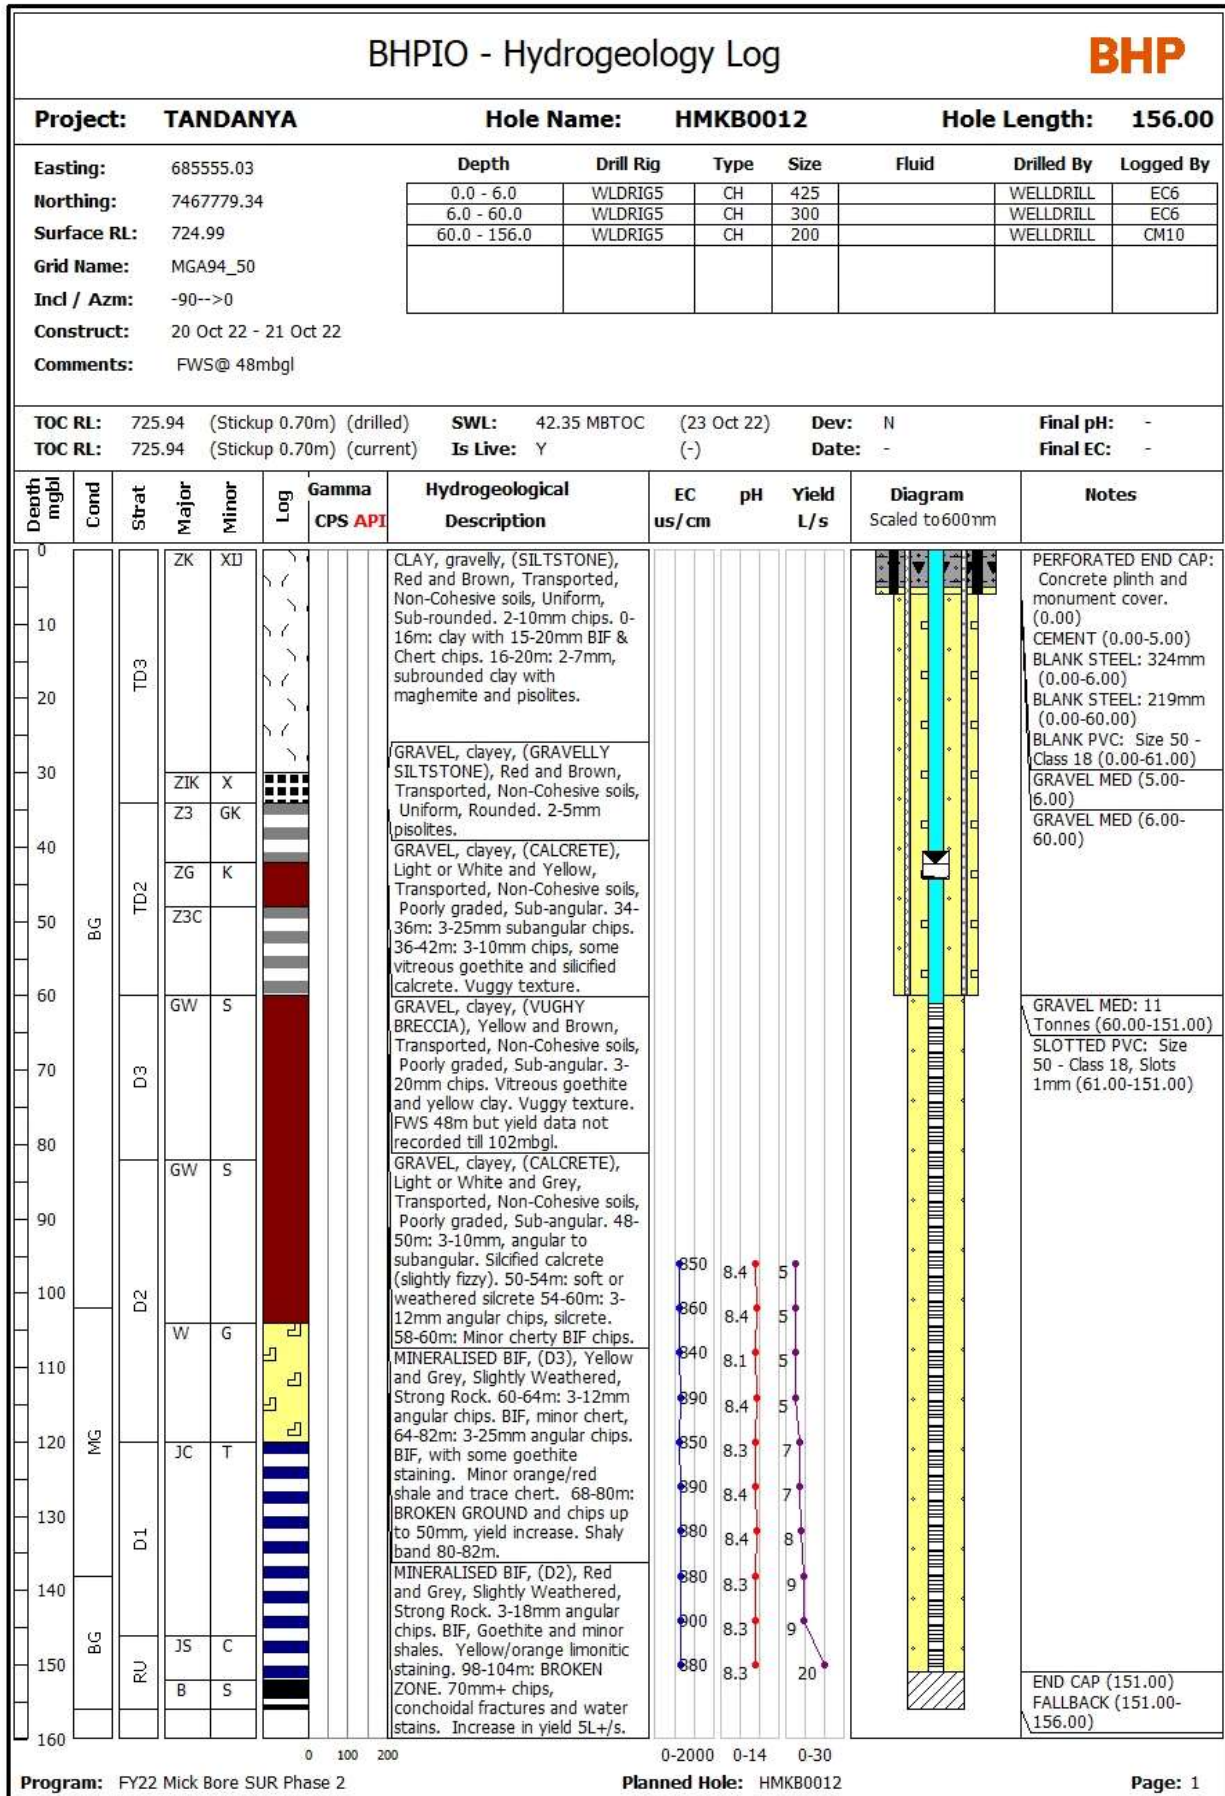 BHPIO - Hydrogeology Log
BHP
Project: TANDANYA Hole Name: HMKB0012 Hole Length: 156.00
Easting: 685555.03
Northing: 7467779.34
Surface RL: 724.99
Grid Name: MGA94_50
Incl / Azm: -90-->0
Construct: 20 Oct 22 - 21 Oct 22
Comments: FWS@ 48mbgl
Depth Drill Rig Type Size Fluid Drilled By Logged By
0.0 - 6.0 WLDRIG5 CH 425 WELLDRILL EC6
6.0 - 60.0 WLDRIG5 CH 300 WELLDRILL EC6
60.0 - 156.0 WLDRIG5 CH 200 WELLDRILL CM10
TOC RL: 725.94 (Stickup 0.70m) (drilled) SWL: 42.35 MBTOC (23 Oct 22) Dev: N Final pH: -
TOC RL: 725.94 (Stickup 0.70m) (current) Is Live: Y (-) Date: - Final EC: -
Depth mgbl
Cond
Strat
Major
Minor
Log
Gamma
CPS API
Hydrogeological
Description
EC
us/cm
pH
Yield
L/s
Diagram
Scaled to600mm
Notes
0
10
20
30
40
50
60
70
80
90
100
110
120
130
140
150
160
BG
MG
BG
TD3
TD2
D3
D2
D1
RU
ZK XIJ
ZIK X
Z3 GK
ZG K
Z3C
GW S
GW S
W G
JC T
JS C
B S
CLAY, gravelly, (SILTSTONE),
Red and Brown, Transported,
Non-Cohesive soils, Uniform,
Sub-rounded. 2-10mm chips. 0-
16m: clay with 15-20mm BIF &
Chert chips. 16-20m: 2-7mm,
subrounded clay with
maghemite and pisolites.
GRAVEL, clayey, (GRAVELLY
SILTSTONE), Red and Brown,
Transported, Non-Cohesive soils,
Uniform, Rounded. 2-5mm
pisolites.
GRAVEL, clayey, (CALCRETE),
Light or White and Yellow,
Transported, Non-Cohesive soils,
Poorly graded, Sub-angular. 34-
36m: 3-25mm subangular chips.
36-42m: 3-10mm chips, some
vitreous goethite and silicified
calcrete. Vuggy texture.
GRAVEL, clayey, (VUGHY
BRECCIA), Yellow and Brown,
Transported, Non-Cohesive soils,
Poorly graded, Sub-angular. 3-
20mm chips. Vitreous goethite
and yellow clay. Vuggy texture.
FWS 48m but yield data not
recorded till 102mbgl.
GRAVEL, clayey, (CALCRETE),
Light or White and Grey,
Transported, Non-Cohesive soils,
Poorly graded, Sub-angular. 48-
50m: 3-10mm, angular to
subangular. Silcified calcrete
(slightly fizzy). 50-54m: soft or
weathered silcrete 54-60m: 3-
12mm angular chips, silcrete.
58-60m: Minor cherty BIF chips.
MINERALISED BIF, (D3), Yellow
and Grey, Slightly Weathered,
Strong Rock. 60-64m: 3-12mm
angular chips. BIF, minor chert,
64-82m: 3-25mm angular chips.
BIF, with some goethite
staining. Minor orange/red
shale and trace chert. 68-80m:
BROKEN GROUND and chips up
to 50mm, yield increase. Shaly
band 80-82m.
MINERALISED BIF, (D2), Red
and Grey, Slightly Weathered,
Strong Rock. 3-18mm angular
chips. BIF, Goethite and minor
shales. Yellow/orange limonitic
staining. 98-104m: BROKEN
ZONE. 70mm+ chips,
conchoidal fractures and water
stains. Increase in yield 5L+/s.
850 8.4 5
860 8.4 5
840 8.1 5
890 8.4 5
850 8.3 7
890 8.4 7
880 8.4 8
880 8.3 9
900 8.3 9
880 8.3 20
PERFORATED END CAP:
Concrete plinth and
monument cover.
(0.00)
CEMENT (0.00-5.00)
BLANK STEEL: 324mm
(0.00-6.00)
BLANK STEEL: 219mm
(0.00-60.00)
BLANK PVC: Size 50 -
Class 18 (0.00-61.00)
GRAVEL MED (5.00-
6.00)
GRAVEL MED (6.00-
60.00)
GRAVEL MED: 11
Tonnes (60.00-151.00)
SLOTTED PVC: Size
50 - Class 18, Slots
1mm (61.00-151.00)
END CAP (151.00)
FALLBACK (151.00-
156.00)
0 100 200 0-2000 0-14 0-30
Program: FY22 Mick Bore SUR Phase 2 Planned Hole: HMKB0012 Page: 1